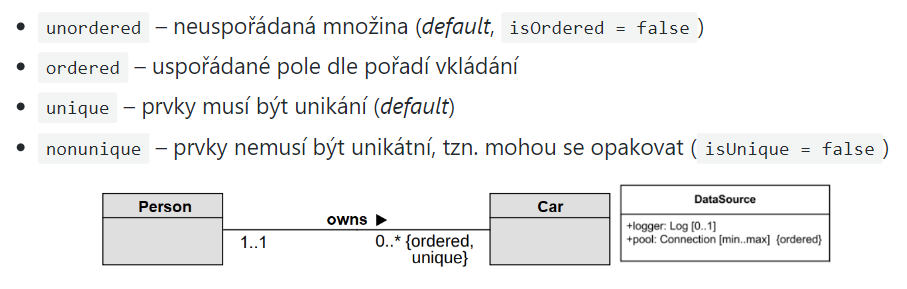 unordered – neuspořádaná množina (default, isOrdered = false)
ordered – uspořádané pole dle pořadí vkládání
unique – prvky musí být unikání (default)
nonunique – prvky nemusí být unikátní, tzn. mohou se opakovat (isUnique = false)
Person
owns ▶
Car
1..1
0..* {ordered,
unique}
DataSource
+logger: Log [0..1]
+pool: Connection [min..max] {ordered}